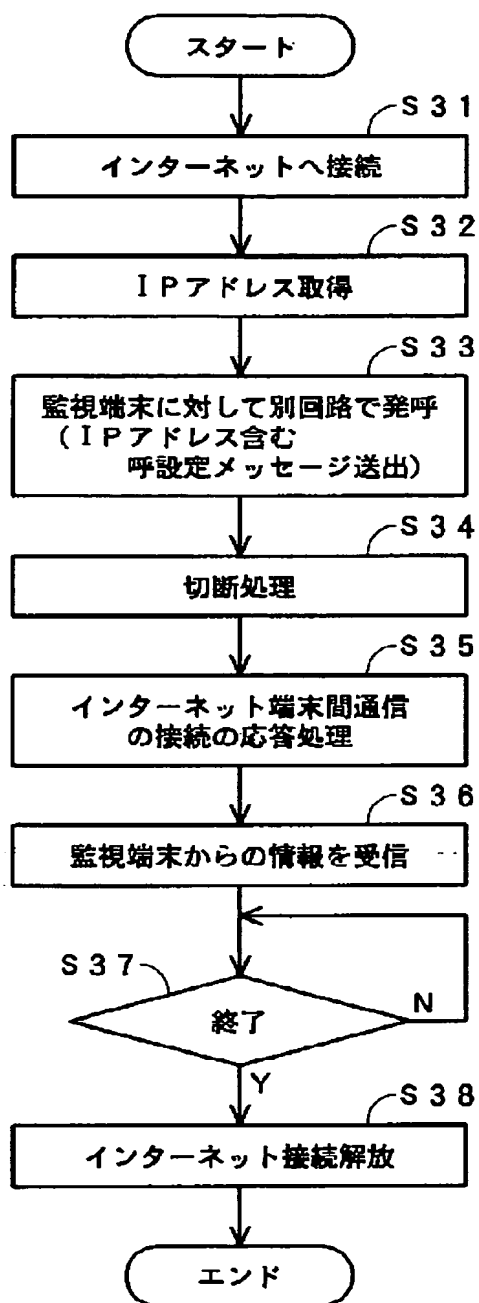 スタート
S31
インターネットへ接続
S32
IPアドレス取得
S33
監視端末に対して別回路で発呼
(IPアドレス含む
呼設定メッセージ送出)
S34
切断処理
S35
インターネット端末間通信
の接続の応答処理
S36
監視端末からの情報を受信
S37
終了
N
Y
S38
インターネット接続解放
エンド